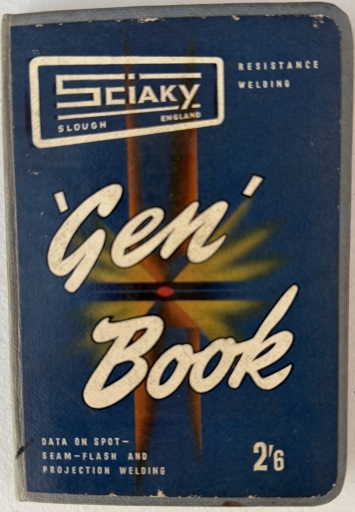 SCIAKY
SLOUGH ENGLAND
RESISTANCE
WELDING
'Gen'
Book
DATA ON SPOT-
SEAM-FLASH AND
PROJECTION WELDING
2'6